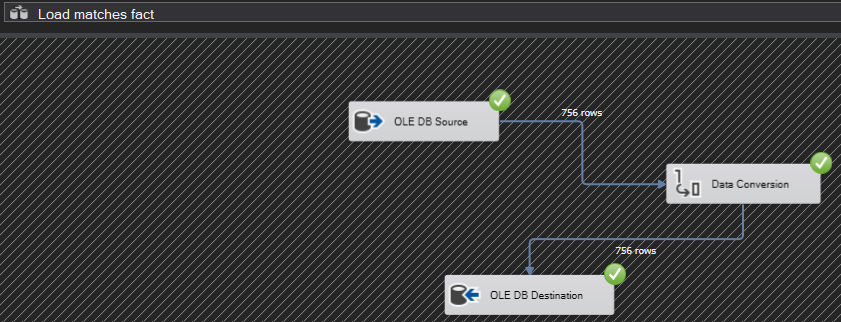 Load matches fact
OLE DB Source
756 rows
Data Conversion
756 rows
OLE DB Destination